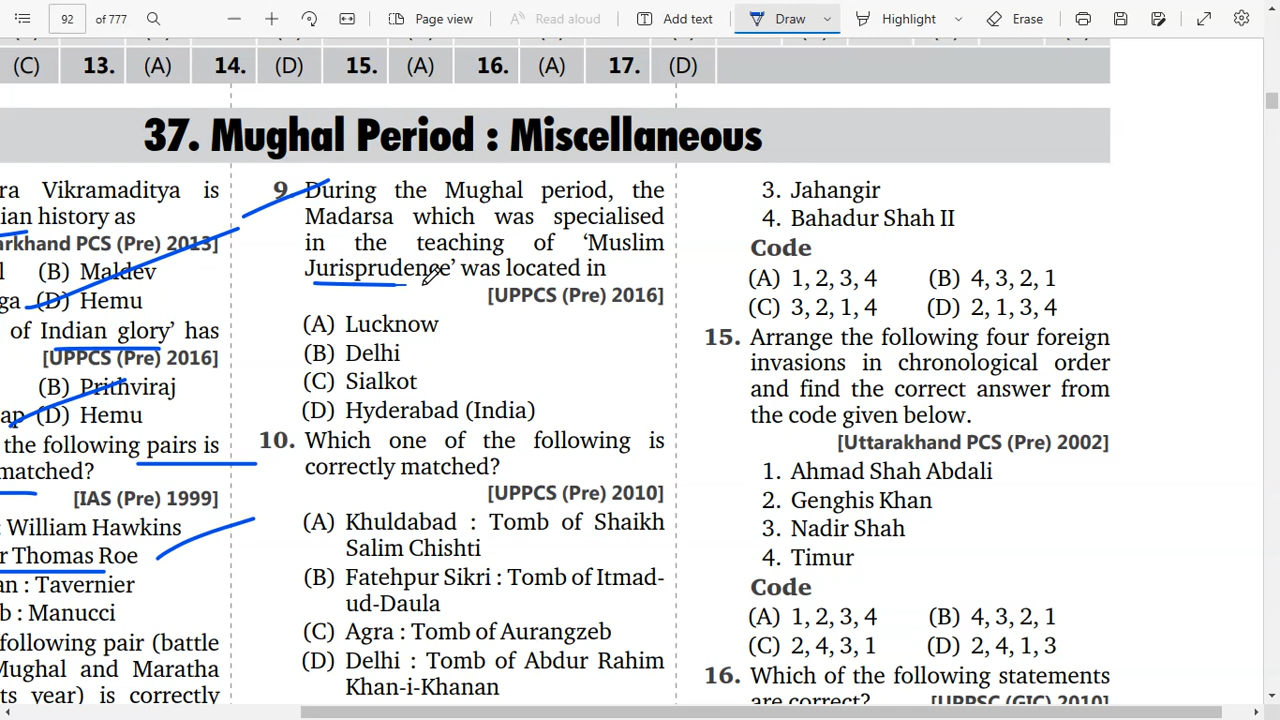 92 of 777
Page view
Read aloud
Add text
Draw
Highlight
Erase
(C) 13. (A) 14. (D) 15. (A) 16. (A) 17. (D)
37. Mughal Period : Miscellaneous
ra Vikramaditya is
ian history as
arkhand PCS (Pre) 2013]
l (B) Maldev
ga (D) Hemu
of Indian glory’ has
[UPPCS (Pre) 2016]
(B) Prithviraj
ap (D) Hemu
the following pairs is
matched?
[IAS (Pre) 1999]
: William Hawkins
r Thomas Roe
an : Tavernier
b : Manucci
following pair (battle
Mughal and Maratha
ts year) is correctly
9. During the Mughal period, the
Madarsa which was specialised
in the teaching of ‘Muslim
Jurisprudence’ was located in
[UPPCS (Pre) 2016]
(A) Lucknow
(B) Delhi
(C) Sialkot
(D) Hyderabad (India)
10. Which one of the following is
correctly matched?
[UPPCS (Pre) 2010]
(A) Khuldabad : Tomb of Shaikh
Salim Chishti
(B) Fatehpur Sikri : Tomb of Itmad-
ud-Daula
(C) Agra : Tomb of Aurangzeb
(D) Delhi : Tomb of Abdur Rahim
Khan-i-Khanan
3. Jahangir
4. Bahadur Shah II
Code
(A) 1, 2, 3, 4 (B) 4, 3, 2, 1
(C) 3, 2, 1, 4 (D) 2, 1, 3, 4
15. Arrange the following four foreign
invasions in chronological order
and find the correct answer from
the code given below.
[Uttarakhand PCS (Pre) 2002]
1. Ahmad Shah Abdali
2. Genghis Khan
3. Nadir Shah
4. Timur
Code
(A) 1, 2, 3, 4 (B) 4, 3, 2, 1
(C) 2, 4, 3, 1 (D) 2, 4, 1, 3
16. Which of the following statements
are correct? [UPPSC (GIC) 2010]